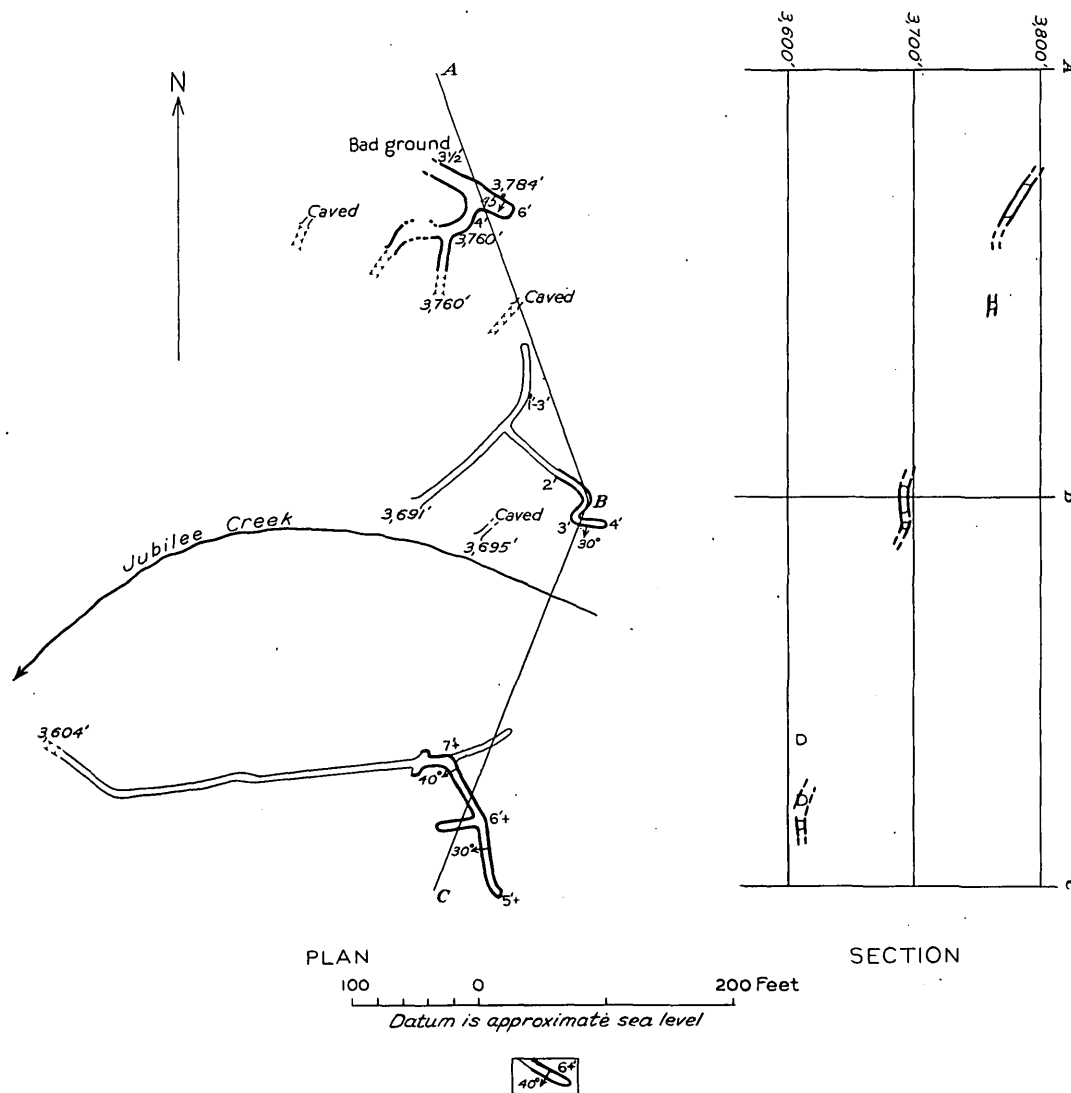 N
A
Bad ground
3½'
3,784'
45°
6'
4'
Caved
3,760'
3,760'
Caved
1'-3'
2'
B
3,691'
3' 4'
30°
Caved
3,695'
Jubilee Creek
3,604'
7'+
40°
6'+
30°
5'+
C
3,600'
3,700'
3,800'
A
B
C
PLAN
SECTION
100 0 200 Feet
Datum is approximate sea level
64'
40°